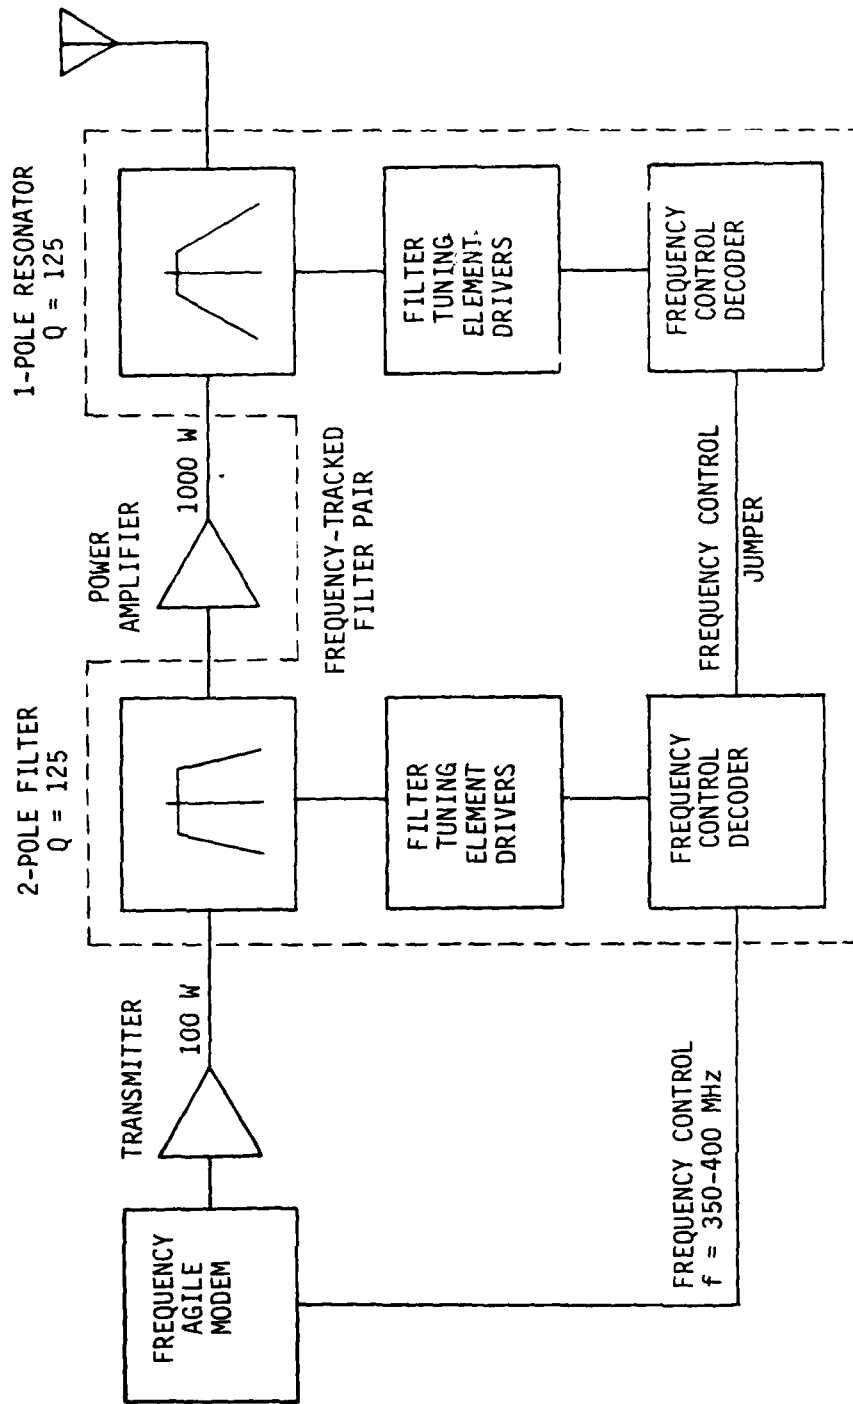 1-POLE RESONATOR
Q = 125
2-POLE FILTER
Q = 125
POWER
AMPLIFIER
1000 W
TRANSMITTER
100 W
FREQUENCY
AGILE
MODEM
FREQUENCY-TRACKED
FILTER PAIR
FILTER
TUNING
ELEMENT
DRIVERS
FILTER
TUNING
ELEMENT
DRIVERS
FREQUENCY
CONTROL
DECODER
FREQUENCY
CONTROL
DECODER
FREQUENCY CONTROL
JUMPER
FREQUENCY CONTROL
f = 350-400 MHz